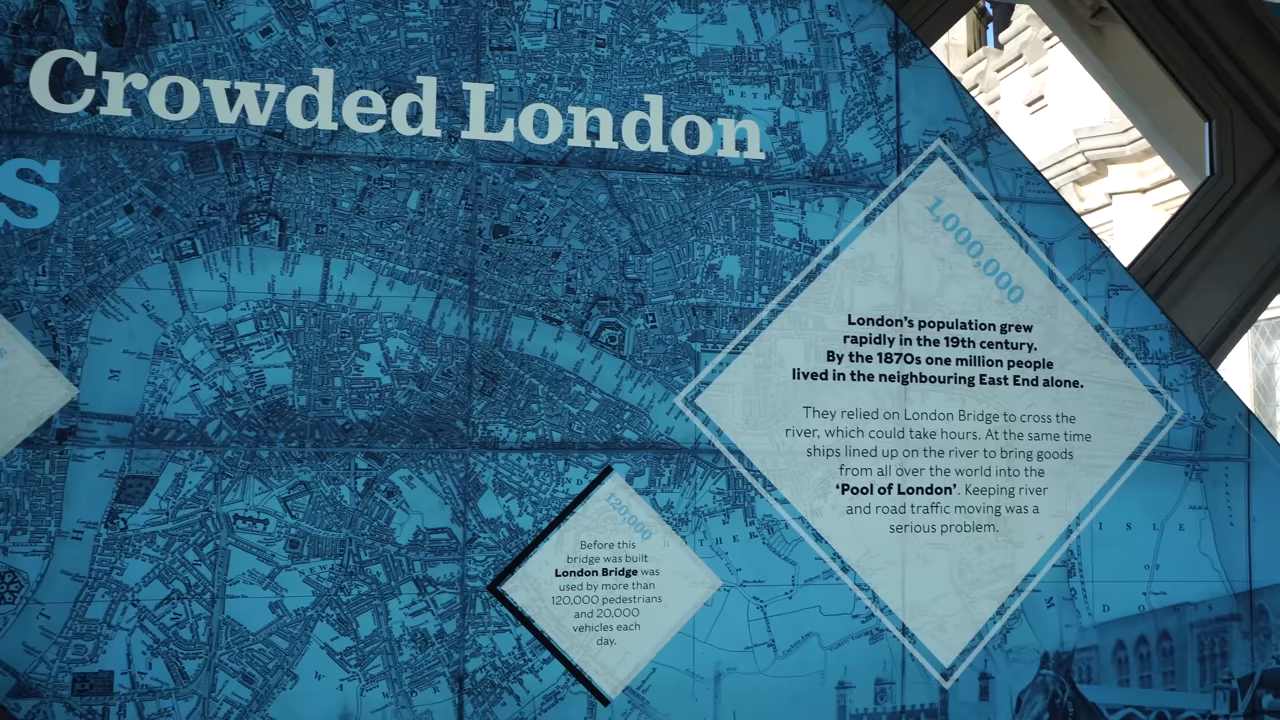 Crowded London
s
1,000,000
London's population grew
rapidly in the 19th century.
By the 1870s one million people
lived in the neighbouring East End alone.
They relied on London Bridge to cross the
river, which could take hours. At the same time
ships lined up on the river to bring goods
from all over the world into the
'Pool of London'. Keeping river
and road traffic moving was a
serious problem.
120,000
Before this
bridge was built
London Bridge was
used by more than
120,000 pedestrians
and 20,000
vehicles each
day.
ISLE
OF
DOGS